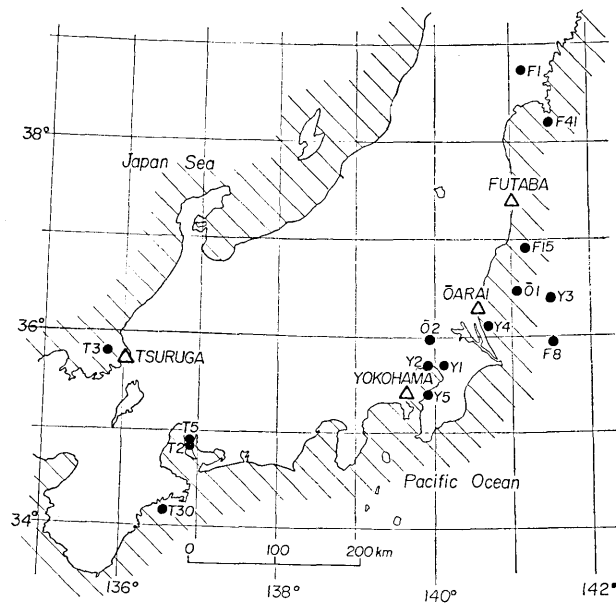 F1
F41
38°
Japan Sea
FUTABA
F15
ŌARAI
Ō1
Y3
36°
T3
TSURUGA
Ō2
Y4
F8
Y2
Y1
YOKOHAMA
Y5
T5
T2
Pacific Ocean
T30
34°
0 100 200 km
136° 138° 140° 142°